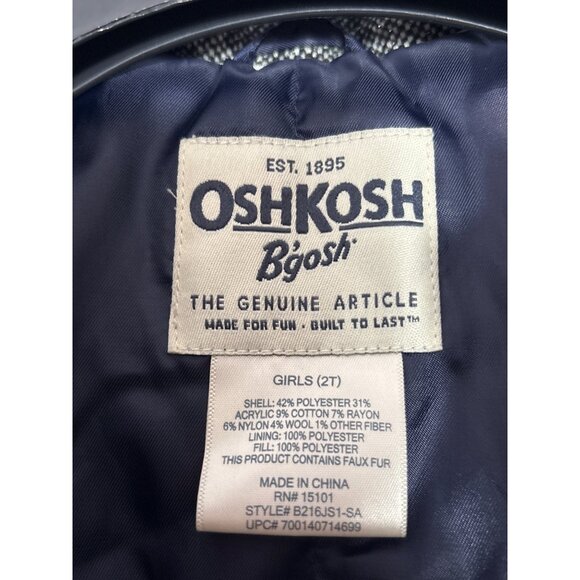 EST. 1895
OSHKOSH
B'gosh
THE GENUINE ARTICLE
MADE FOR FUN · BUILT TO LAST™
GIRLS (2T)
SHELL: 42% POLYESTER 31%
ACRYLIC 9% COTTON 7% RAYON
6% NYLON 4% WOOL 1% OTHER FIBER
LINING: 100% POLYESTER
FILL: 100% POLYESTER
THIS PRODUCT CONTAINS FAUX FUR
MADE IN CHINA
RN# 15101
STYLE# B216JS1-SA
UPC# 700140714699